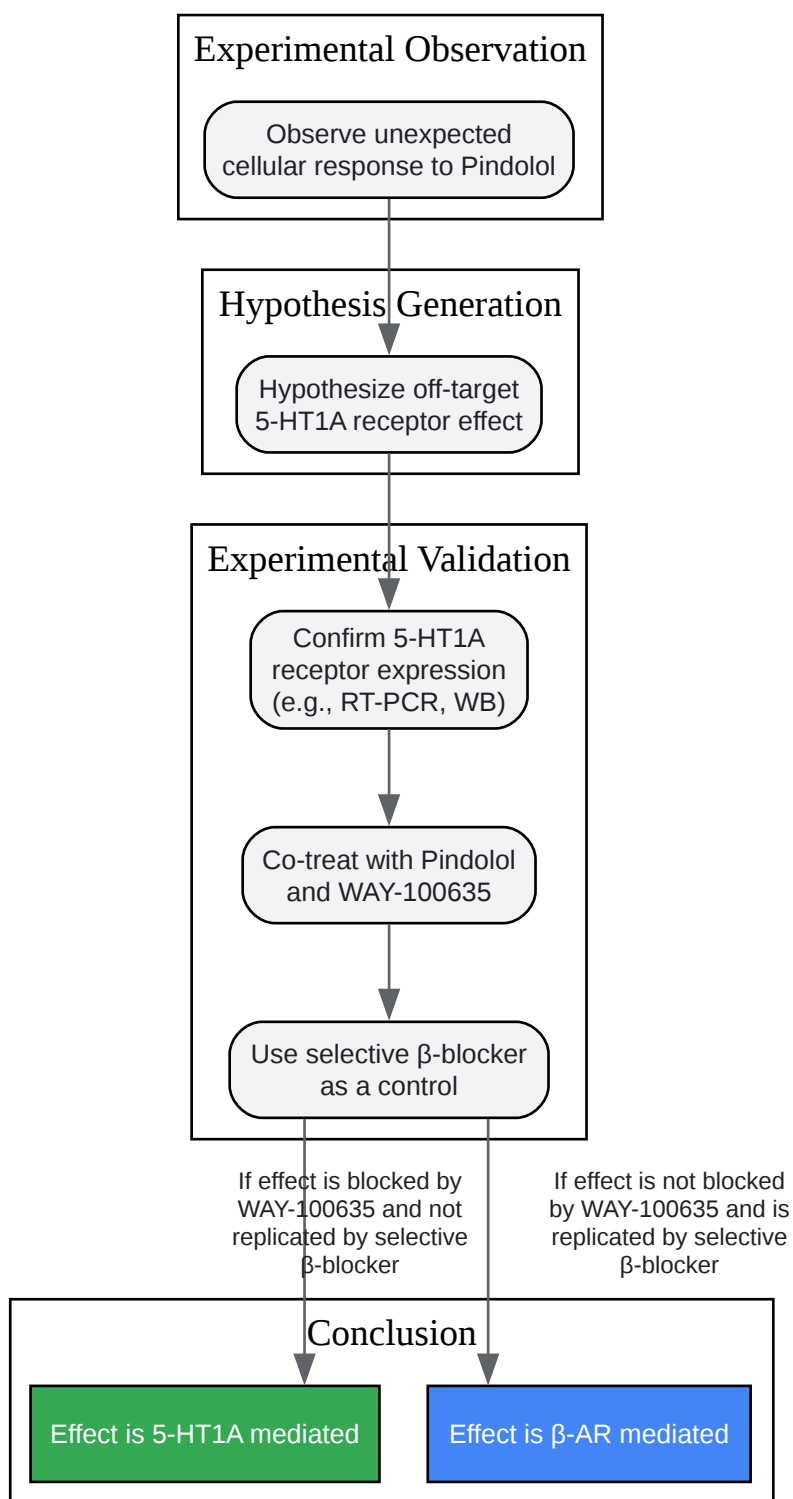 Experimental Observation
Observe unexpected
cellular response to Pindolol
Hypothesis Generation
Hypothesize off-target
5-HT1A receptor effect
Experimental Validation
Confirm 5-HT1A
receptor expression
(e.g., RT-PCR, WB)
Co-treat with Pindolol
and WAY-100635
Use selective β-blocker
as a control
If effect is blocked by
WAY-100635 and not
replicated by selective
β-blocker
If effect is not blocked
by WAY-100635 and is
replicated by selective
β-blocker
Conclusion
Effect is 5-HT1A mediated
Effect is β-AR mediated